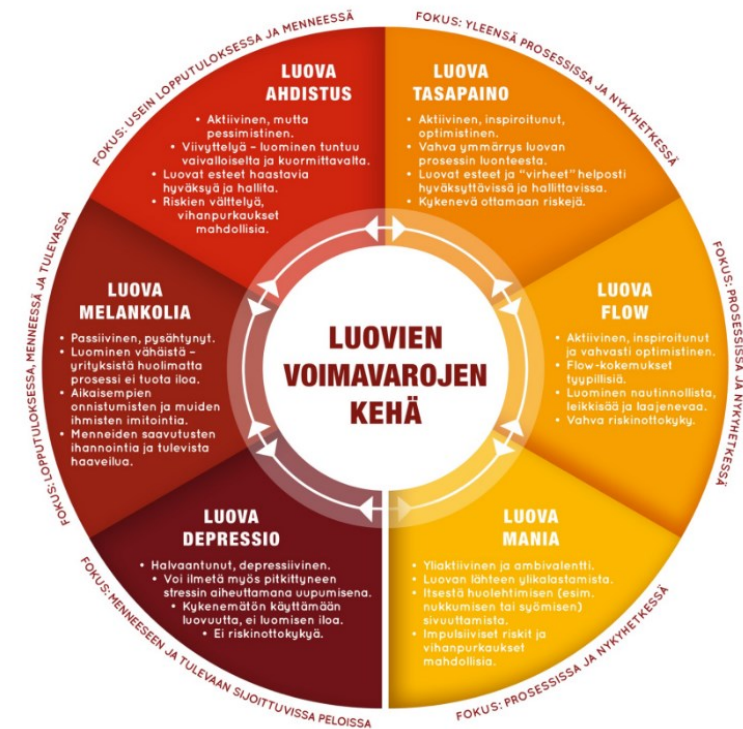 FOKUS: USEIN LOPPUTULOKSESSA JA MENNEESSÄ
LUOVA
AHDISTUS
• Aktiivinen, mutta
pessimistinen.
• Viivyttelyä – luominen tuntuu
vaivalloiselta ja kuormittavalta.
• Luovat esteet haastavia
hyväksyä ja hallita.
• Riskien välttelyä,
vihanpurkaukset
mahdollisia.
FOKUS: YLEENSÄ PROSESSISSA JA NYKYHETKESSÄ
LUOVA
TASAPAINO
• Aktiivinen, inspiroitunut,
optimistinen.
• Vahva ymmärrys luovan
prosessin luonteesta.
• Luovat esteet ja "virheet" helposti
hyväksyttävissä ja hallittavissa.
• Kykenevä ottamaan
riskejä.
FOKUS: PROSESSISSA JA NYKYHETKESSÄ
LUOVA
FLOW
• Aktiivinen, inspiroitunut
ja vahvasti optimistinen.
• Flow-kokemukset
tyypillisiä.
• Luominen nautinnollista,
leikkisää ja laajenevaa.
• Vahva riskinottokyky.
FOKUS: PROSESSISSA JA NYKYHETKESSÄ
LUOVA
MANIA
• Yliaktiivinen ja ambivalentti.
• Luovan lähteen ylikalastamista.
• Itsestä huolehtimisen (esim.
nukkumisen tai syömisen)
sivuuttamista.
• Impulsiiviset riskit ja
vihanpurkaukset
mahdollisia.
FOKUS: MENNEESEEN JA TULEVAAN SIJOITTUVISSA PELOISSA
LUOVA
DEPRESSIO
• Halvaantunut, depressiivinen.
• Voi ilmetä myös pitkittyneen
stressin aiheuttamana uupumisena.
• Kykenemätön käyttämään
luovuutta, ei luomisen iloa.
• Ei riskinottokykyä.
FOKUS: LOPPUTULOKSESSA, MENNEESSÄ JA TULEVASSA
LUOVA
MELANKOLIA
• Passiivinen, pysähtynyt.
• Luominen vähäistä –
yrityksistä huolimatta
prosessi ei tuota iloa.
• Aikaisempien
onnistumisten ja muiden
ihmisten imitointia.
• Menneiden saavutusten
ihannointia ja tulevista
haaveilua.
LUOVIEN
VOIMAVAROJEN
KEHÄ